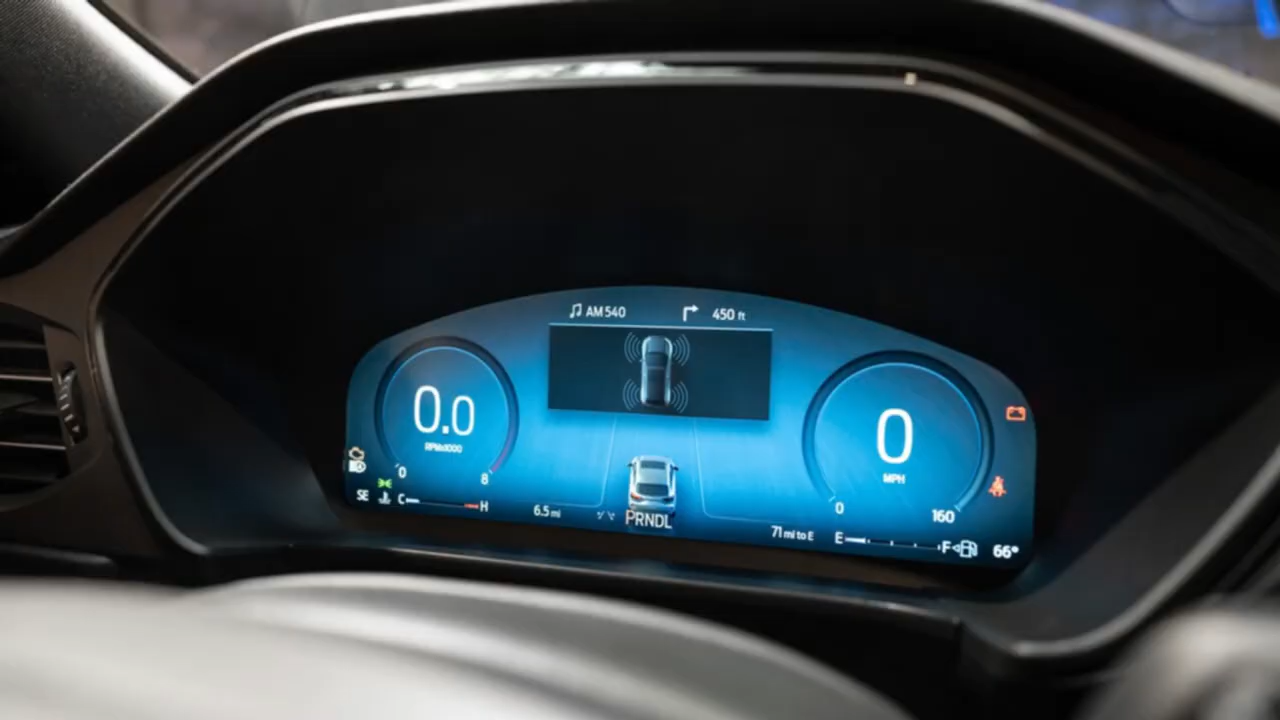 AM 540
450 ft
0.0
RPMx1000
0
8
SE
C
H
6.5 mi
PRNDL
0
MPH
0
160
71 mi to E
E
F
66°